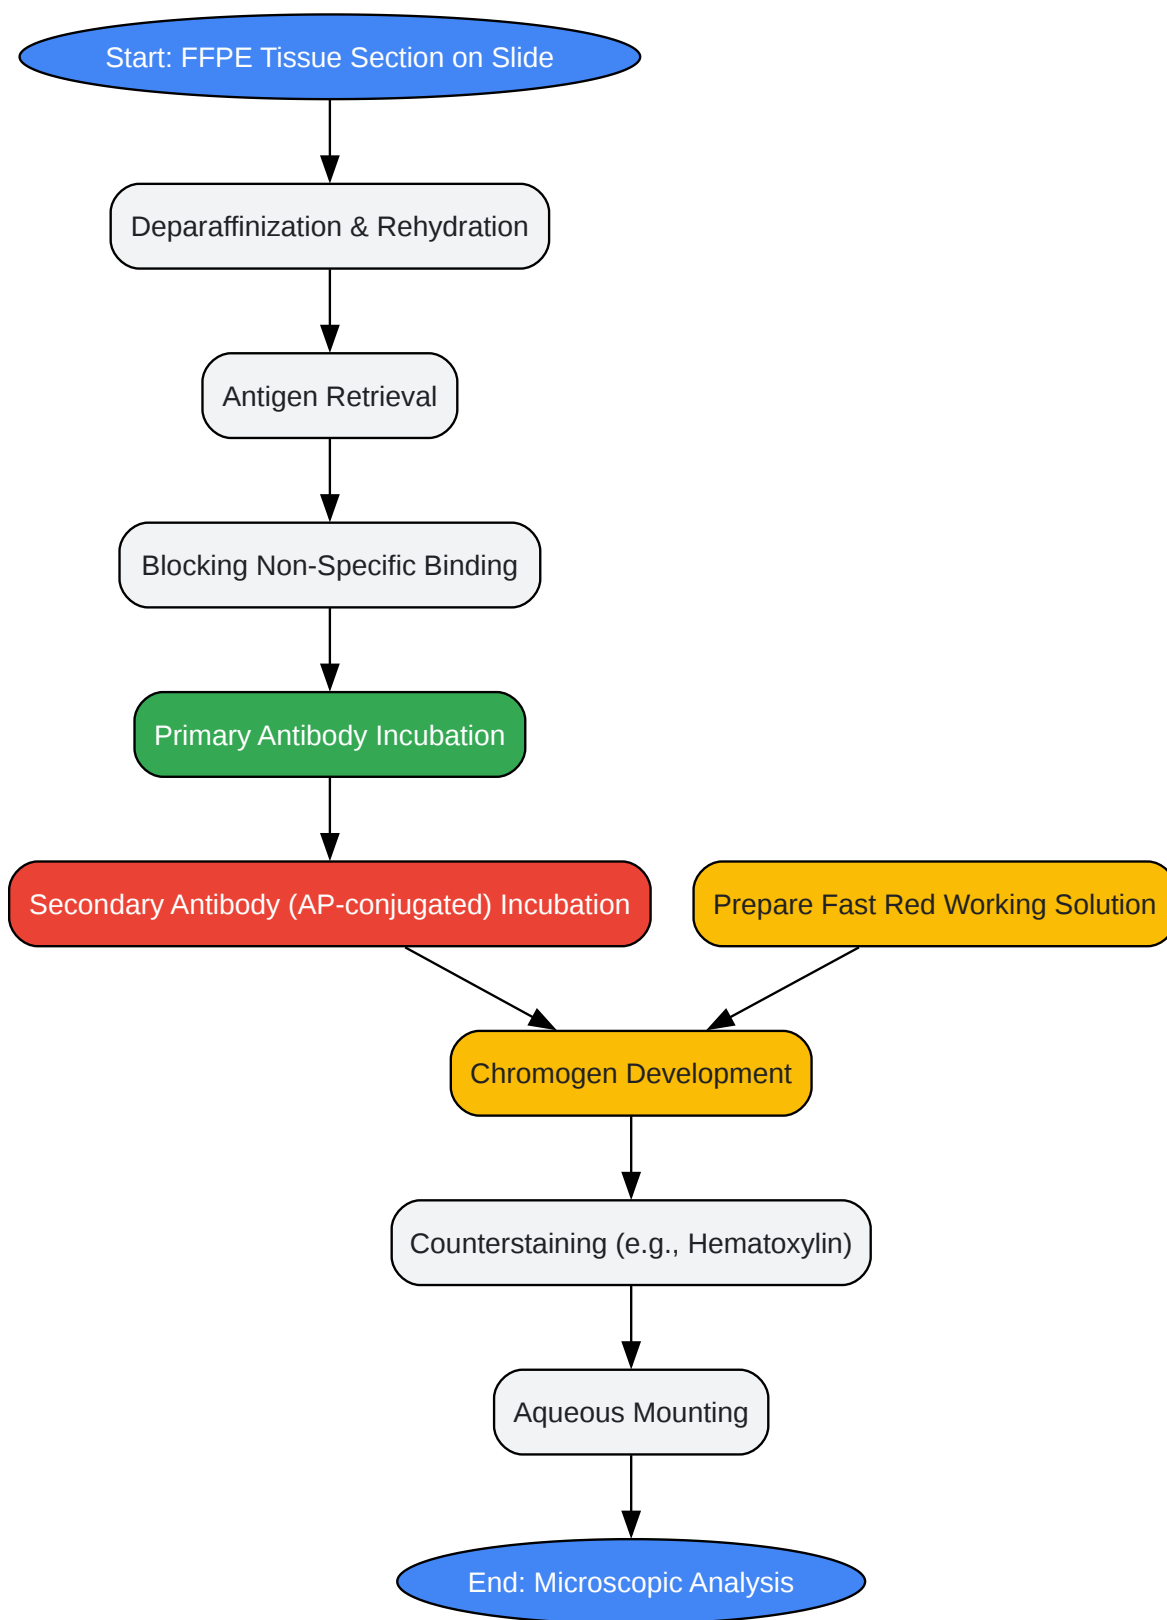 Start: FFPE Tissue Section on Slide
Deparaffinization & Rehydration
Antigen Retrieval
Blocking Non-Specific Binding
Primary Antibody Incubation
Secondary Antibody (AP-conjugated) Incubation
Prepare Fast Red Working Solution
Chromogen Development
Counterstaining (e.g., Hematoxylin)
Aqueous Mounting
End: Microscopic Analysis